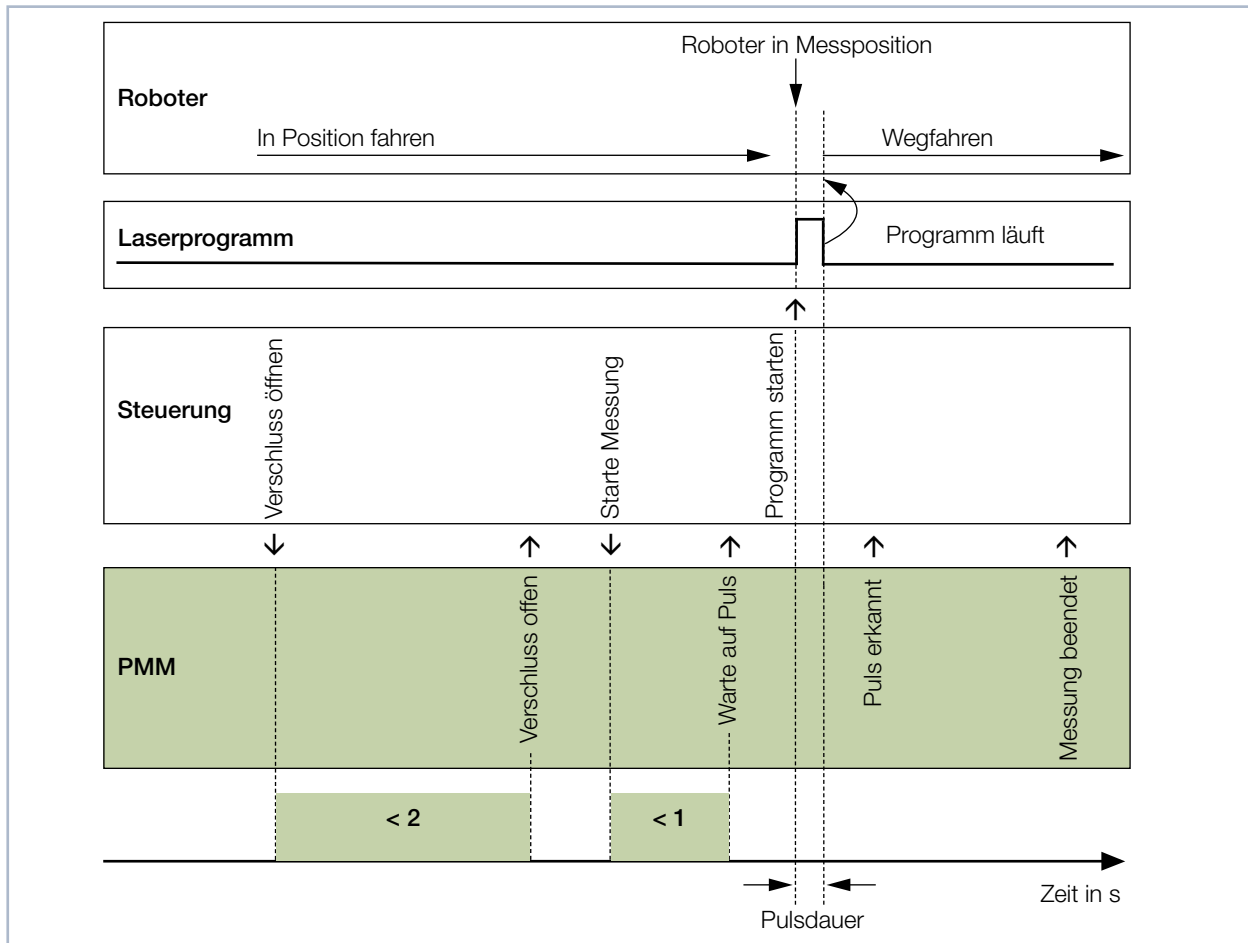 Roboter in Messposition
Roboter
In Position fahren
Wegfahren
Laserprogramm
Programm läuft
Steuerung
Verschluss öffnen
Starte Messung
Programm starten
PMM
Verschluss offen
Warte auf Puls
Puls erkannt
Messung beendet
< 2
< 1
Zeit in s
Pulsdauer